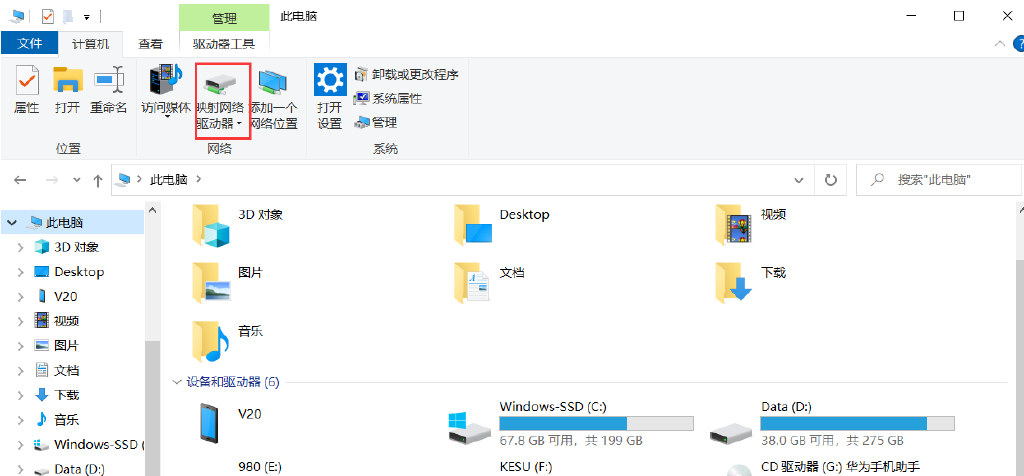 管理
此电脑
文件
计算机
查看
驱动器工具
属性
打开
重命名
访问媒体
映射网络
驱动器
添加一个
网络位置
打开
设置
卸载或更改程序
系统属性
管理
位置
网络
系统
此电脑
搜索"此电脑"
此电脑
3D 对象
Desktop
V20
视频
图片
文档
下载
音乐
Windows-SSD (
Data (D:)
3D 对象
Desktop
视频
图片
文档
下载
音乐
设备和驱动器 (6)
V20
Windows-SSD (C:)
67.8 GB 可用，共 199 GB
Data (D:)
38.0 GB 可用，共 275 GB
980 (E:)
KESU (F:)
CD 驱动器 (G:) 华为手机助手